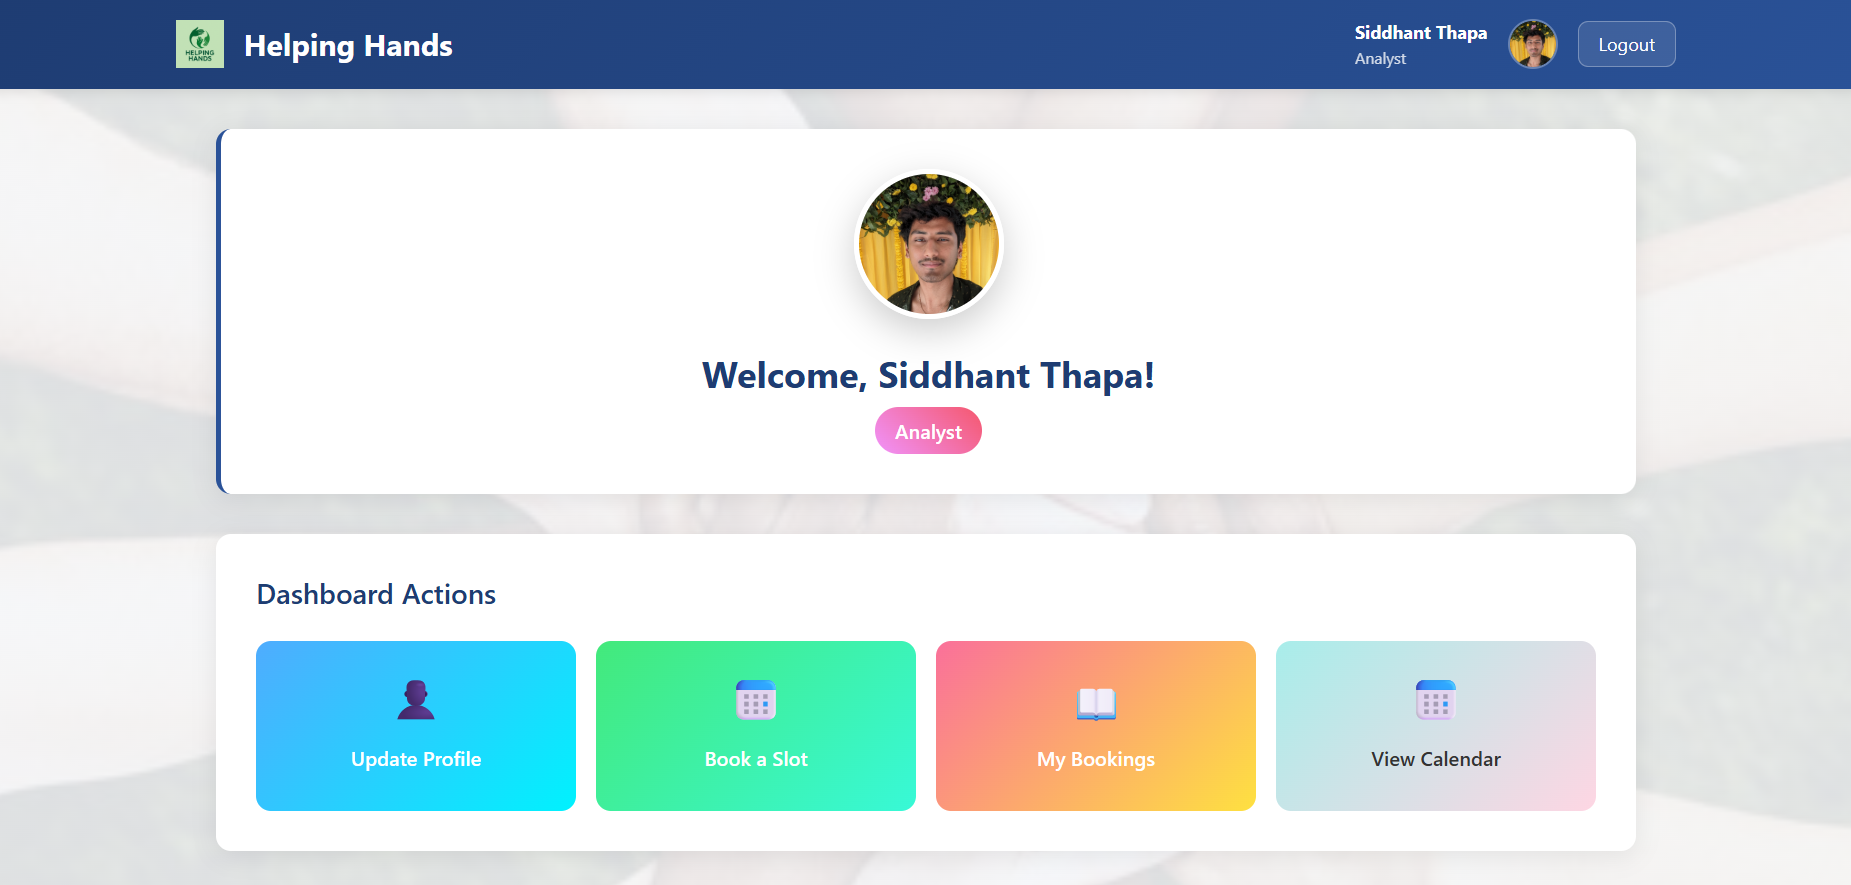 HELPING
HANDS
Helping Hands
Siddhant Thapa
Analyst
Logout
Welcome, Siddhant Thapa!
Analyst
Dashboard Actions
Update Profile
Book a Slot
My Bookings
View Calendar